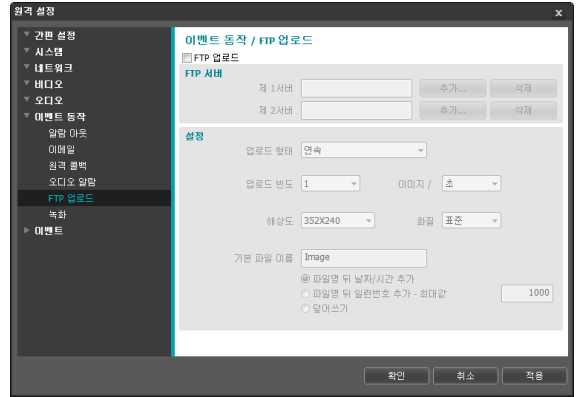 원격 설정
x
간편 설정
시스템
네트워크
비디오
오디오
이벤트 동작
알람 아웃
이메일
원격 콜백
오디오 알람
FTP 업로드
녹화
이벤트
이벤트 동작 / FTP 업로드
FTP 업로드
FTP 서버
제 1서버 추가... 삭제
제 2서버 추가... 삭제
설정
업로드 형태 연속
업로드 빈도 1 이미지 / 초
해상도 352X240 화질 표준
기본 파일 이름 Image
파일명 뒤 날짜/시간 추가
파일명 뒤 일련번호 추가 - 최대값 1000
덮어쓰기
확인 취소 적용